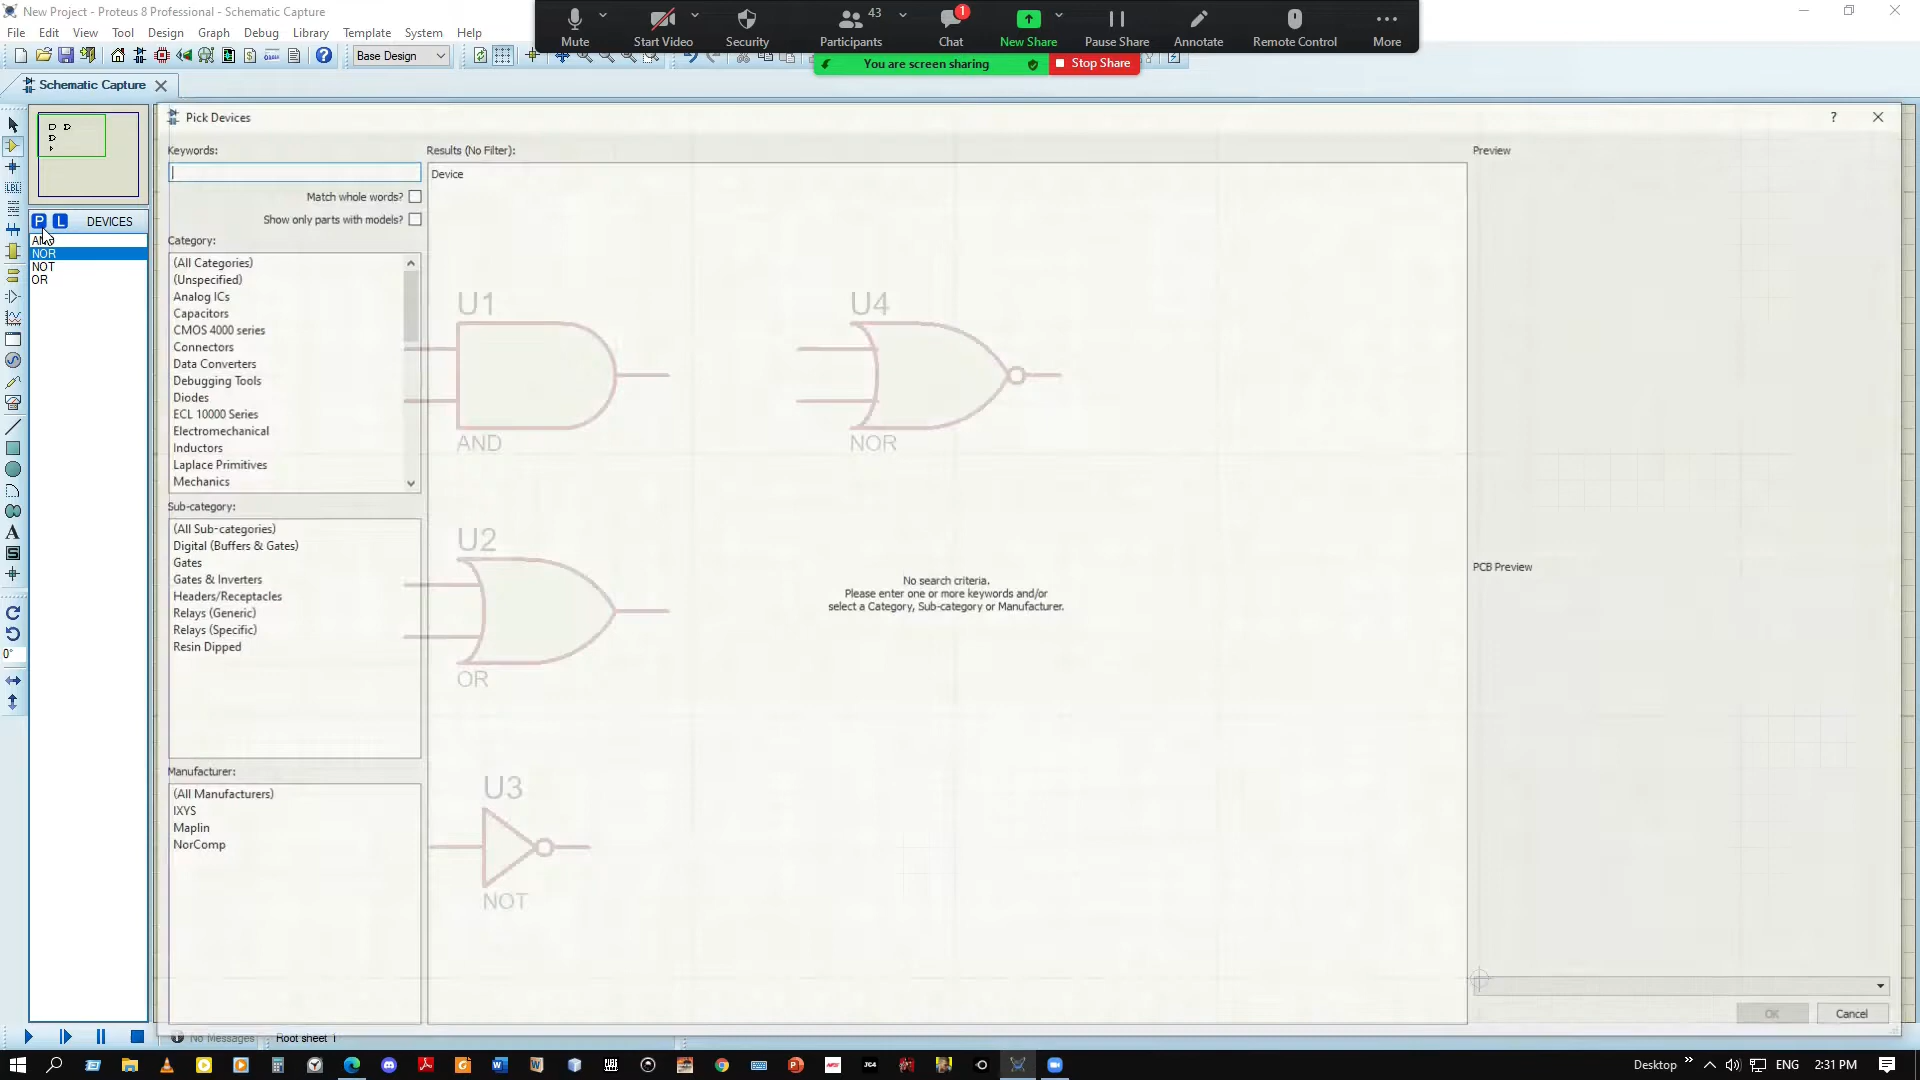 New Project - Proteus 8 Professional - Schematic Capture
File Edit View Tool Design Graph Debug Library Template System Help
Mute
Start Video
Security
Participants 43
Chat 1
New Share
Pause Share
Annotate
Remote Control
More
Base Design
You are screen sharing
Stop Share
Schematic Capture
Pick Devices
?
Keywords:
Match whole words?
Show only parts with models?
Category:
(All Categories)
(Unspecified)
Analog ICs
Capacitors
CMOS 4000 series
Connectors
Data Converters
Debugging Tools
Diodes
ECL 10000 Series
Electromechanical
Inductors
Laplace Primitives
Mechanics
Sub-category:
(All Sub-categories)
Digital (Buffers & Gates)
Gates
Gates & Inverters
Headers/Receptacles
Relays (Generic)
Relays (Specific)
Resin Dipped
Manufacturer:
(All Manufacturers)
IXYS
Maplin
NorComp
Results (No Filter):
Device
No search criteria.
Please enter one or more keywords and/or
select a Category, Sub-category or Manufacturer.
U1
AND
U4
NOR
U2
OR
U3
NOT
Preview
PCB Preview
OK
Cancel
P L DEVICES
NOR
NOT
OR
LBL
A
S
0°
No Messages
Root sheet 1
Desktop
ENG
2:31 PM